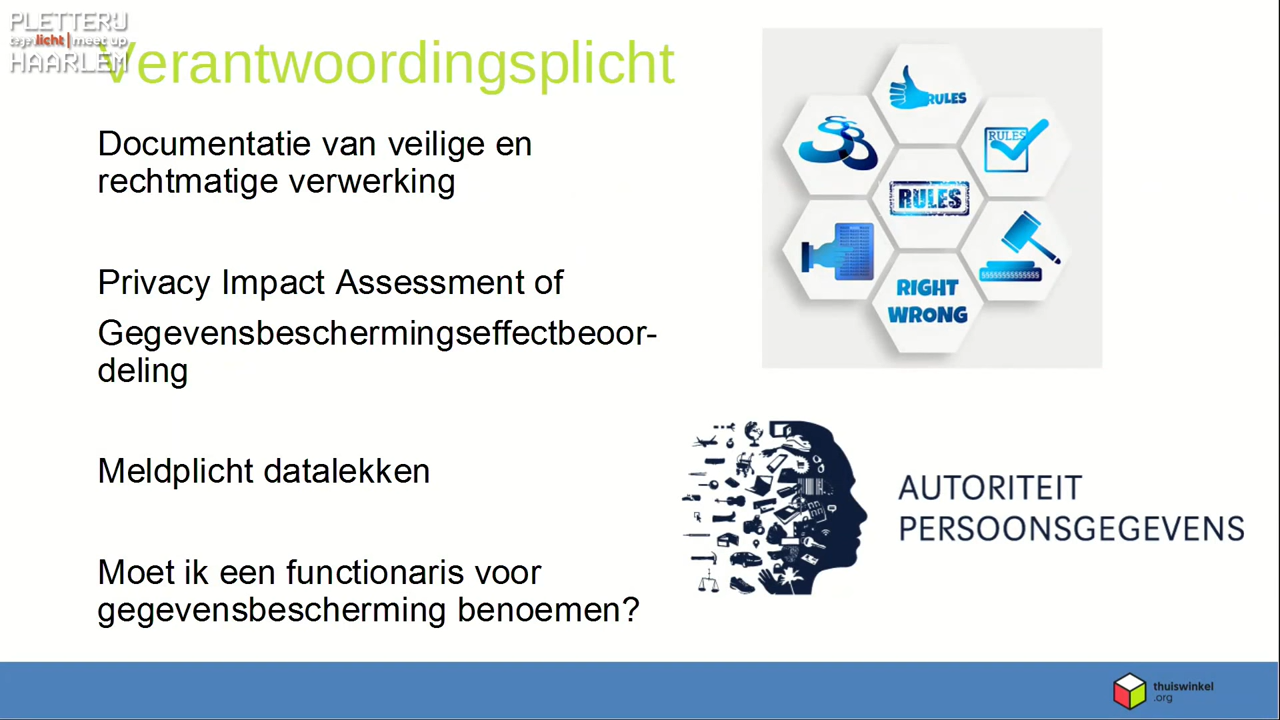 PLETTERIJ
tegenlicht | meet up
HAARLEM
Verantwoordingsplicht
Documentatie van veilige en
rechtmatige verwerking
Privacy Impact Assessment of
Gegevensbeschermingseffectbeoor-
deling
Meldplicht datalekken
Moet ik een functionaris voor
gegevensbescherming benoemen?
RULES
RULES
RULES
§§§§§§§§§§§§§
RIGHT
WRONG
AUTORITEIT
PERSOONSGEGEVENS
thuiswinkel
.org